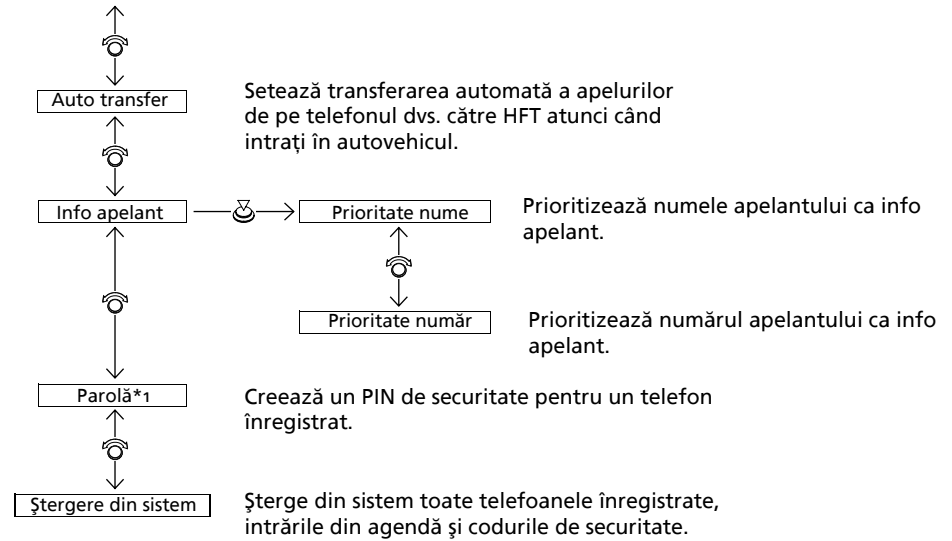 Auto transfer
Setează transferarea automată a apelurilor
de pe telefonul dvs. către HFT atunci când
intrați în autovehicul.
Info apelant
Prioritate nume
Prioritizează numele apelantului ca info
apelant.
Prioritate număr
Prioritizează numărul apelantului ca info
apelant.
Parolă*1
Creează un PIN de securitate pentru un telefon
înregistrat.
Ştergere din sistem
Şterge din sistem toate telefoanele înregistrate,
intrările din agendă şi codurile de securitate.